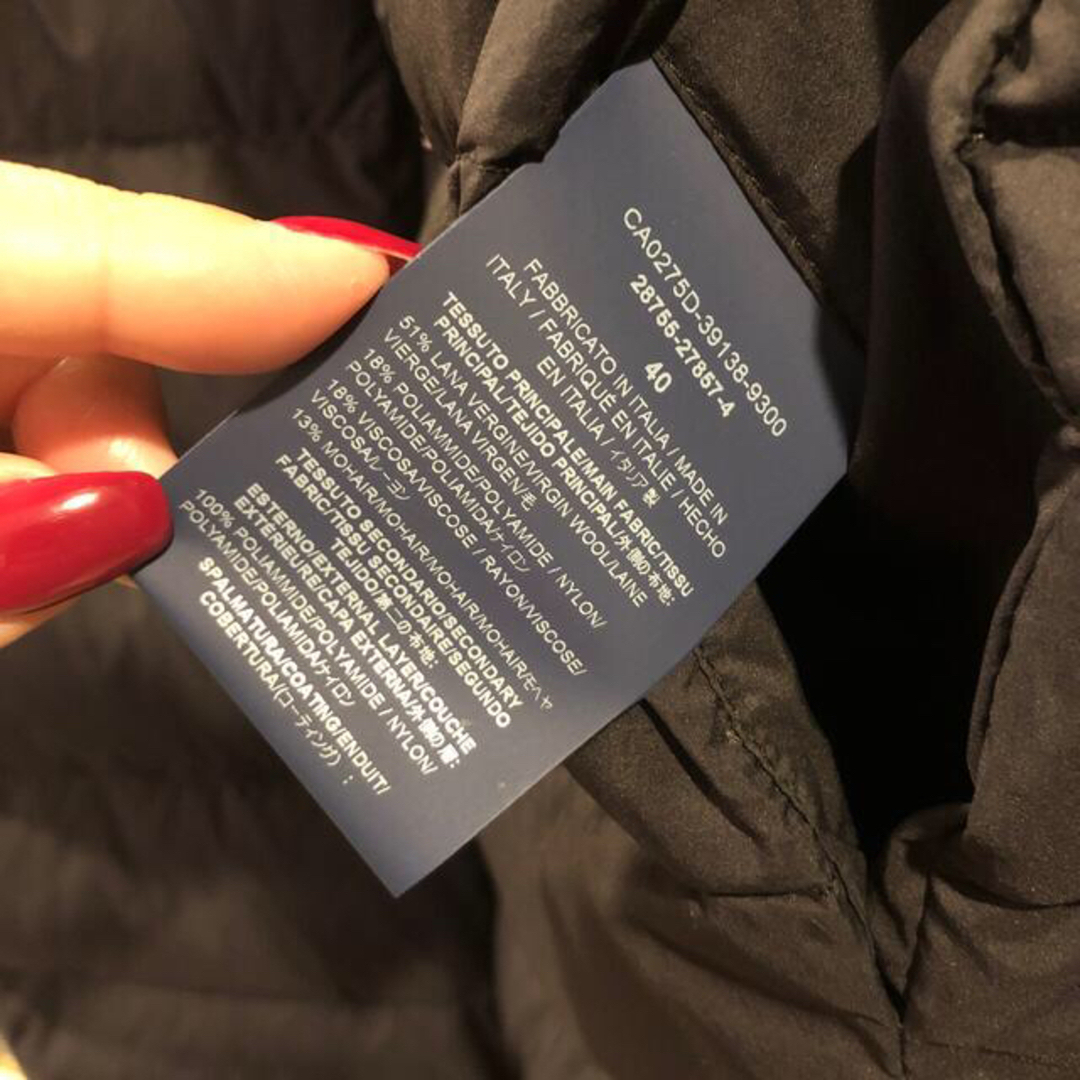 CA0275D-39138-9300
28755-27857-4
40
FABBRICATO IN ITALIA / MADE IN
ITALY / FABRIQUÉ EN ITALIE / HECHO
EN ITALIA / イタリア製
TESSUTO PRINCIPALE/MAIN FABRIC/TISSU
PRINCIPAL/TEJIDO PRINCIPAL/外側の布地:
51% LANA VERGINE/VIRGIN WOOL/LAINE
VIERGE/LANA VIRGEN/毛
18% POLIAMMIDE/POLYAMIDE / NYLON/
POLYAMIDE/POLIAMIDA/ナイロン
18% VISCOSA/VISCOSE / RAYON/VISCOSE/
VISCOSA/レーヨン
13% MOHAIR/MOHAIR/MOHAIR/MOHAIR/モヘヤ
TESSUTO SECONDARIO/SECONDARY
FABRIC/TISSU SECONDAIRE/SEGUNDO
TEJIDO/第二の布地:
ESTERNO/EXTERNAL LAYER/COUCHE
EXTÉRIEURE/CAPA EXTERNA/外側の層:
100% POLIAMMIDE/POLYAMIDE / NYLON/
POLYAMIDE/POLIAMIDA/ナイロン
SPALMATURA/COATING/ENDUIT/
COBERTURA/(コーティング) :